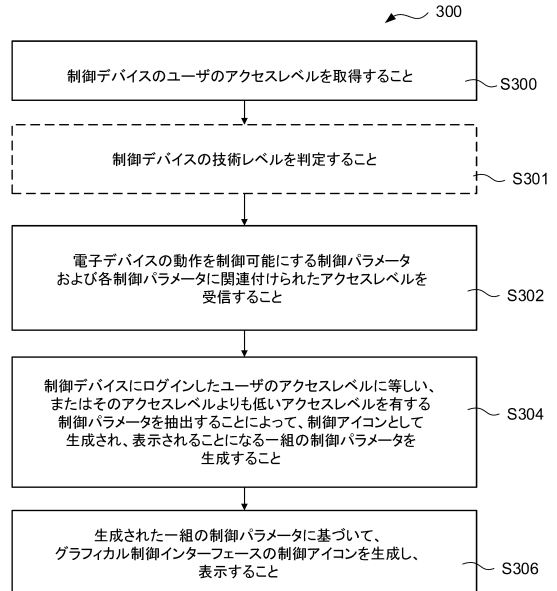 300
制御デバイスのユーザのアクセスレベルを取得すること
S300
制御デバイスの技術レベルを判定すること
S301
電子デバイスの動作を制御可能にする制御パラメータ
および各制御パラメータに関連付けられたアクセスレベルを
受信すること
S302
制御デバイスにログインしたユーザのアクセスレベルに等しい、
またはそのアクセスレベルよりも低いアクセスレベルを有する
制御パラメータを抽出することによって、制御アイコンとして
生成され、表示されることになる一組の制御パラメータを
生成すること
S304
生成された一組の制御パラメータに基づいて、
グラフィカル制御インターフェースの制御アイコンを生成し、
表示すること
S306